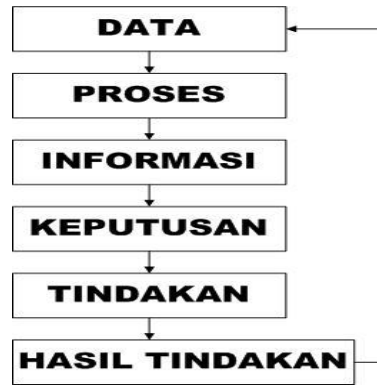 DATA
PROSES
INFORMASI
KEPUTUSAN
TINDAKAN
HASIL TINDAKAN